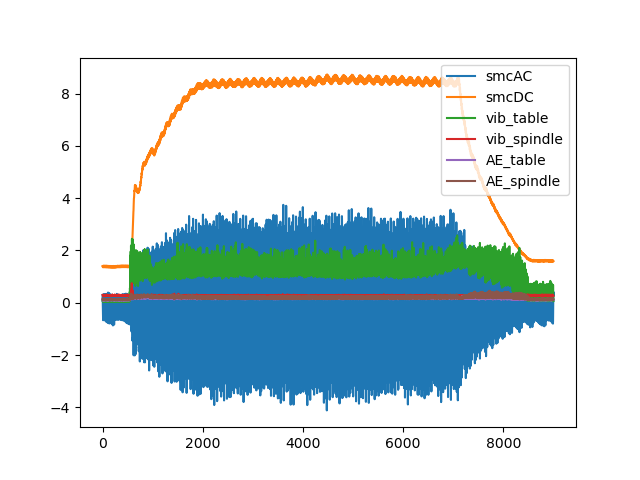 8
6
4
2
0
−2
−4
0 2000 4000 6000 8000
smcAC
smcDC
vib_table
vib_spindle
AE_table
AE_spindle